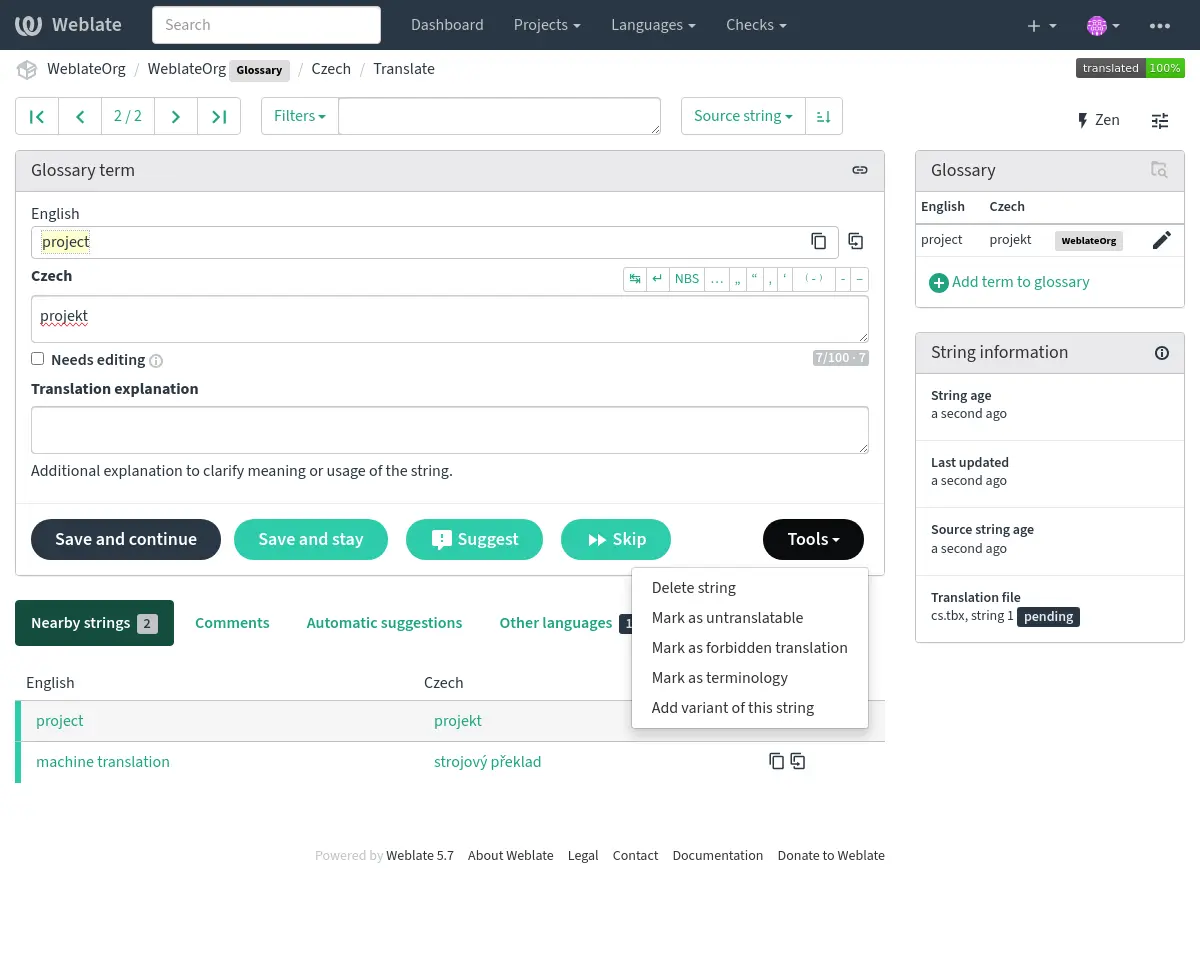 Weblate Search Dashboard Projects Languages Checks
WeblateOrg / WeblateOrg Glossary / Czech / Translate translated 100%
2 / 2 Filters Source string Zen
Glossary term
English
project
Czech
NBS … „ “ ‚ ‘ (-) - –
projekt
Needs editing
7/100 · 7
Translation explanation
Additional explanation to clarify meaning or usage of the string.
Save and continue Save and stay Suggest Skip Tools
Delete string
Mark as untranslatable
Mark as forbidden translation
Mark as terminology
Add variant of this string
Nearby strings 2 Comments Automatic suggestions Other languages 1
English Czech
project projekt
machine translation strojový překlad
Glossary
English Czech
project projekt WeblateOrg
Add term to glossary
String information
String age
a second ago
Last updated
a second ago
Source string age
a second ago
Translation file
cs.tbx, string 1 pending
Powered by Weblate 5.7 About Weblate Legal Contact Documentation Donate to Weblate